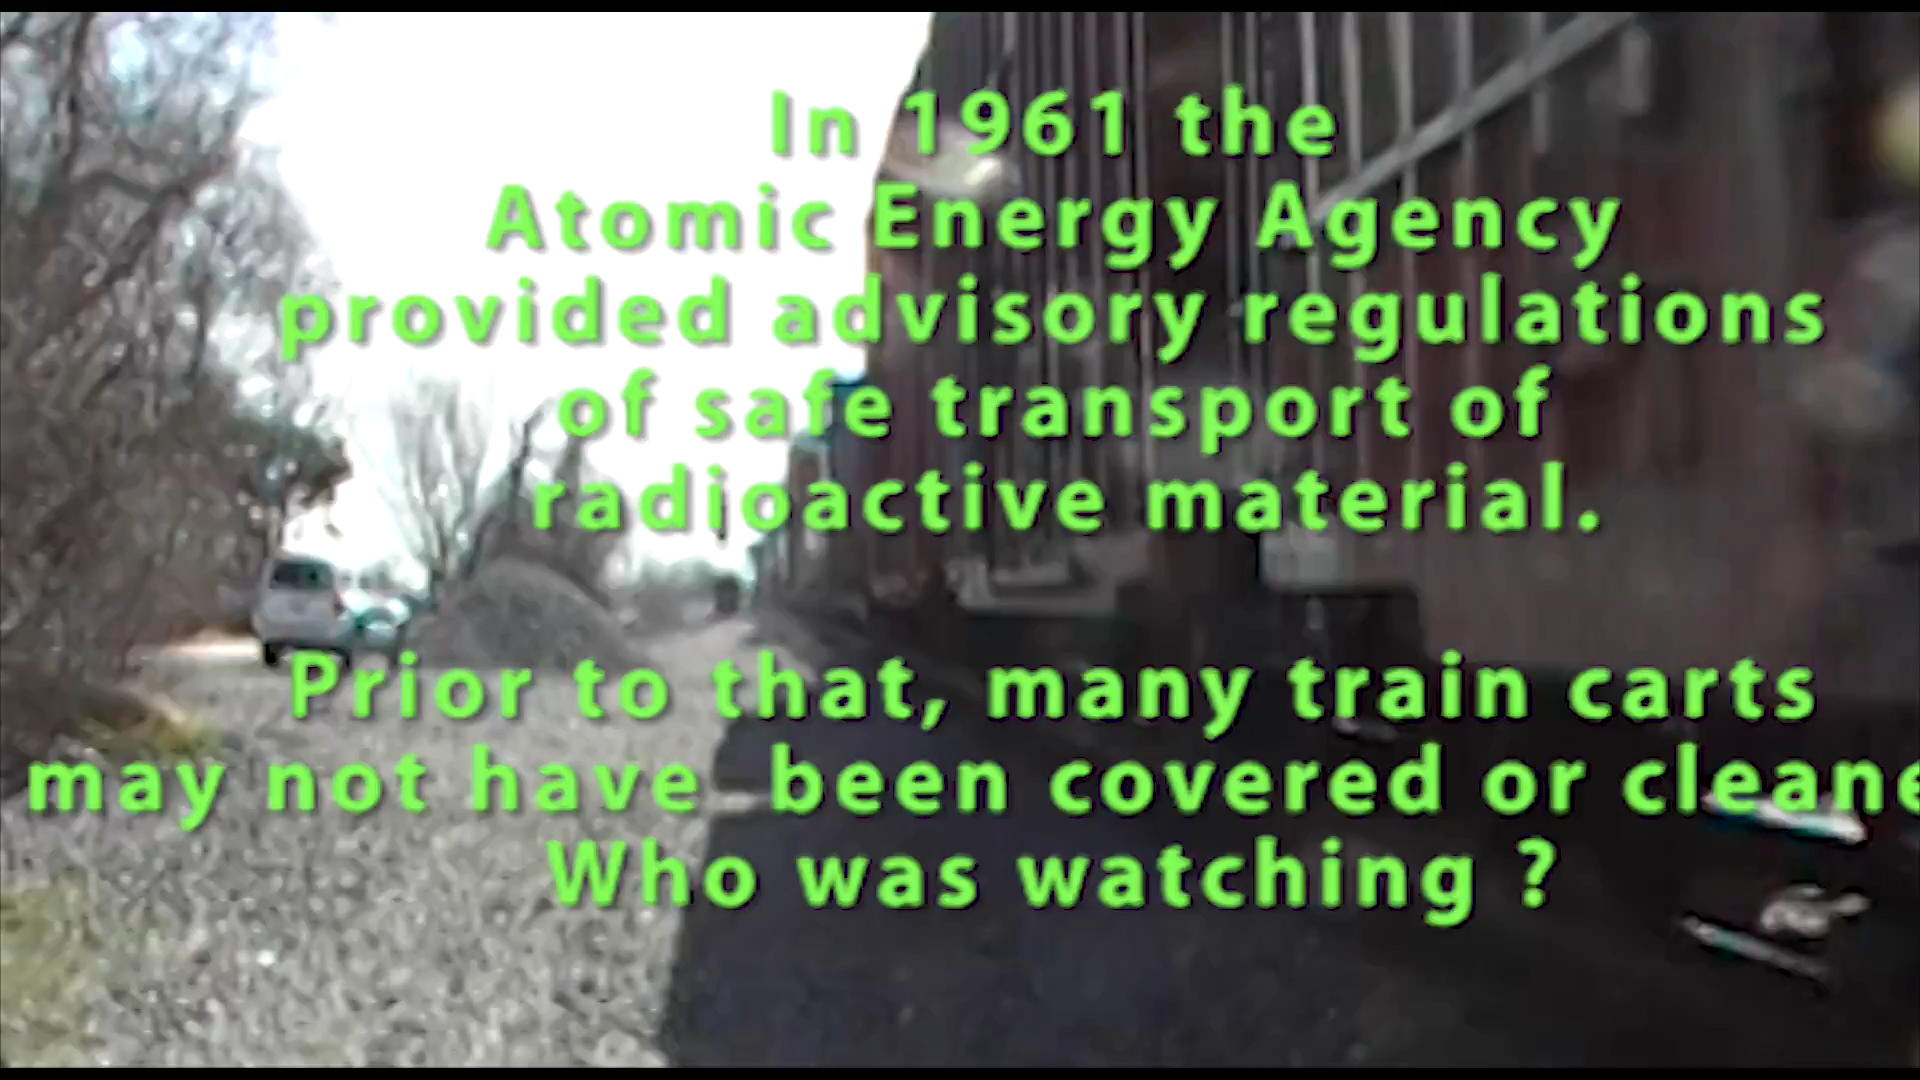 In 1961 the
Atomic Energy Agency
provided advisory regulations
of safe transport of
radioactive material.
Prior to that, many train carts
may not have been covered or cleane
Who was watching ?